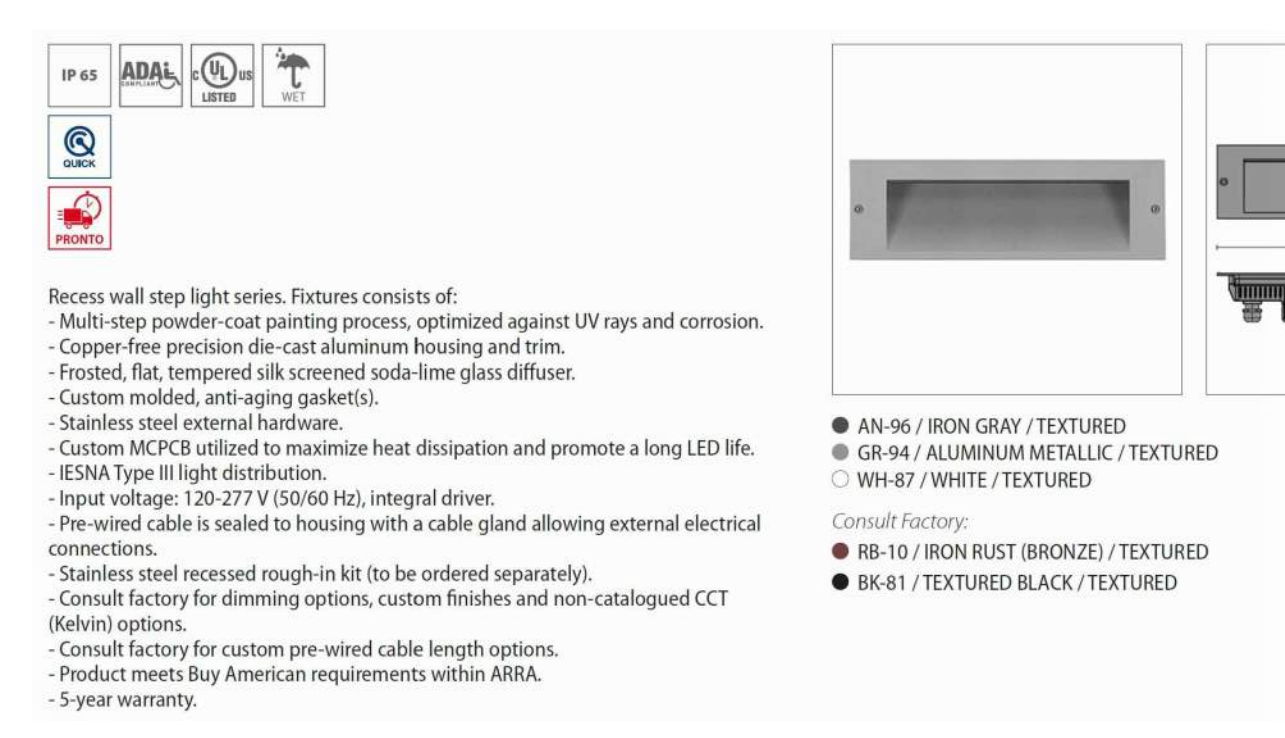 IP 65
ADA
COMPLIANT
C UL US
LISTED
WET
QUICK
PRONTO
Recess wall step light series. Fixtures consists of:
- Multi-step powder-coat painting process, optimized against UV rays and corrosion.
- Copper-free precision die-cast aluminum housing and trim.
- Frosted, flat, tempered silk screened soda-lime glass diffuser.
- Custom molded, anti-aging gasket(s).
- Stainless steel external hardware.
- Custom MCPCB utilized to maximize heat dissipation and promote a long LED life.
- IESNA Type III light distribution.
- Input voltage: 120-277 V (50/60 Hz), integral driver.
- Pre-wired cable is sealed to housing with a cable gland allowing external electrical
connections.
- Stainless steel recessed rough-in kit (to be ordered separately).
- Consult factory for dimming options, custom finishes and non-catalogued CCT
(Kelvin) options.
- Consult factory for custom pre-wired cable length options.
- Product meets Buy American requirements within ARRA.
- 5-year warranty.
AN-96 / IRON GRAY / TEXTURED
GR-94 / ALUMINUM METALLIC / TEXTURED
WH-87 / WHITE / TEXTURED
Consult Factory:
RB-10 / IRON RUST (BRONZE) / TEXTURED
BK-81 / TEXTURED BLACK / TEXTURED